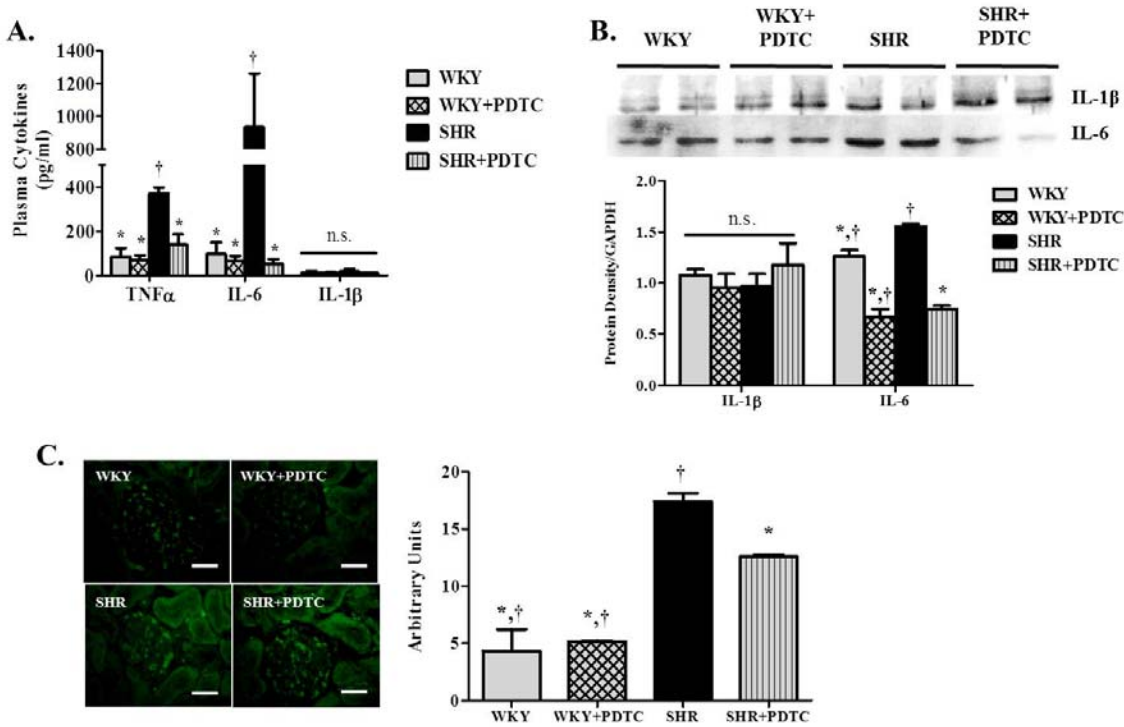 A.
1400
1200
1000
800
400
200
0
Plasma Cytokines
(pg/ml)
* * † *
* * † *
n.s.
TNFα IL-6 IL-1β
WKY
WKY+PDTC
SHR
SHR+PDTC
B.
WKY
WKY+
PDTC
SHR
SHR+
PDTC
IL-1β
IL-6
2.0
1.5
1.0
0.5
0.0
Protein Density/GAPDH
n.s.
*,† *,† † *
IL-1β IL-6
WKY
WKY+PDTC
SHR
SHR+PDTC
C.
WKY WKY+PDTC
SHR SHR+PDTC
20
15
10
5
0
Arbitrary Units
*,† *,† † *
WKY WKY+PDTC SHR SHR+PDTC